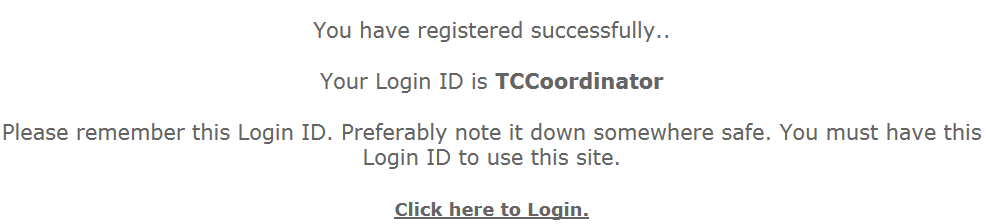 You have registered successfully..
Your Login ID is TCCoordinator
Please remember this Login ID. Preferably note it down somewhere safe. You must have this
Login ID to use this site.
Click here to Login.